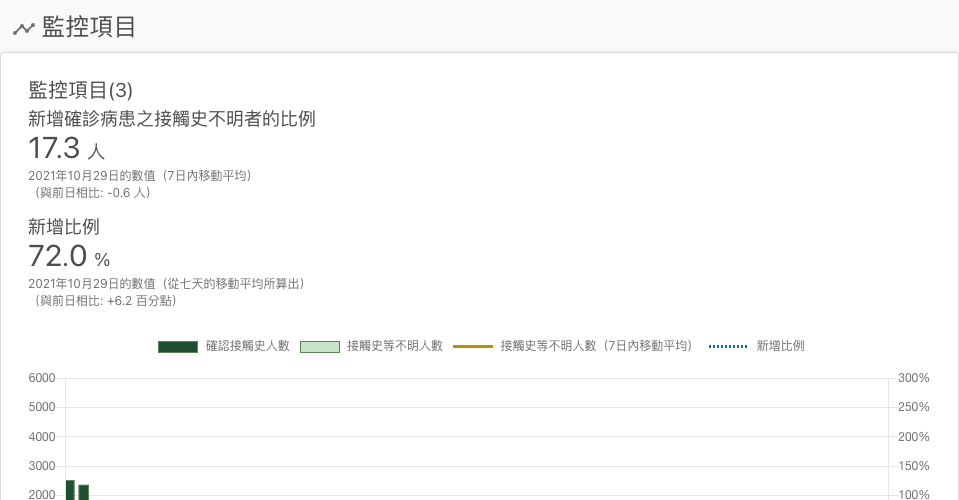 監控項目
監控項目(3)
新增確診病患之接觸史不明者的比例
17.3 人
2021年10月29日的數值（7日內移動平均）
（與前日相比: -0.6 人）
新增比例
72.0 %
2021年10月29日的數值（從七天的移動平均所算出）
（與前日相比: +6.2 百分點）
確認接觸史人數 接觸史等不明人數 接觸史等不明人數（7日內移動平均） 新增比例
6000 300%
5000 250%
4000 200%
3000 150%
2000 100%